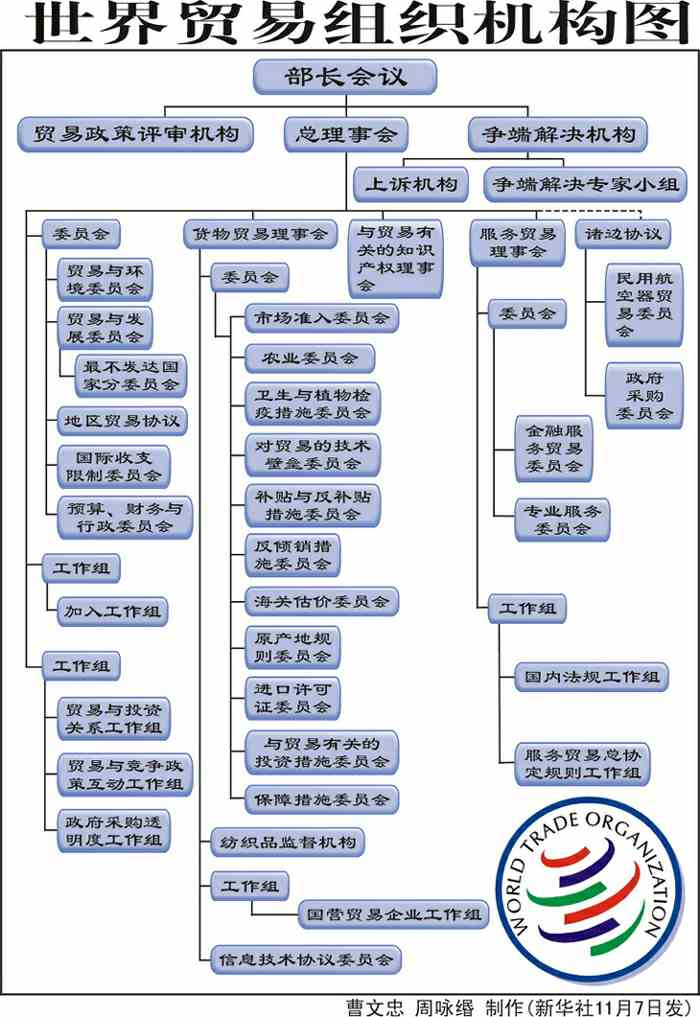 世界贸易组织机构图
部长会议
贸易政策评审机构
总理事会
争端解决机构
上诉机构
争端解决专家小组
委员会
贸易与环
境委员会
贸易与发
展委员会
最不发达国
家分委员会
地区贸易协议
国际收支
限制委员会
预算、财务与
行政委员会
工作组
加入工作组
工作组
贸易与投资
关系工作组
贸易与竞争政
策互动工作组
政府采购透
明度工作组
货物贸易理事会
委员会
市场准入委员会
农业委员会
卫生与植物检
疫措施委员会
对贸易的技术
壁垒委员会
补贴与反补贴
措施委员会
反倾销措
施委员会
海关估价委员会
原产地规
则委员会
进口许可
证委员会
与贸易有关的
投资措施委员会
保障措施委员会
纺织品监督机构
工作组
国营贸易企业工作组
信息技术协议委员会
与贸易有
关的知识
产权理事
会
服务贸易
理事会
委员会
金融服
务贸易
委员会
专业服务
委员会
工作组
国内法规工作组
服务贸易总协
定规则工作组
诸边协议
民用航
空器贸
易委员
会
政府
采购
委员会
WORLD TRADE ORGANIZATION
曹文忠 周咏缗 制作(新华社11月7日发)